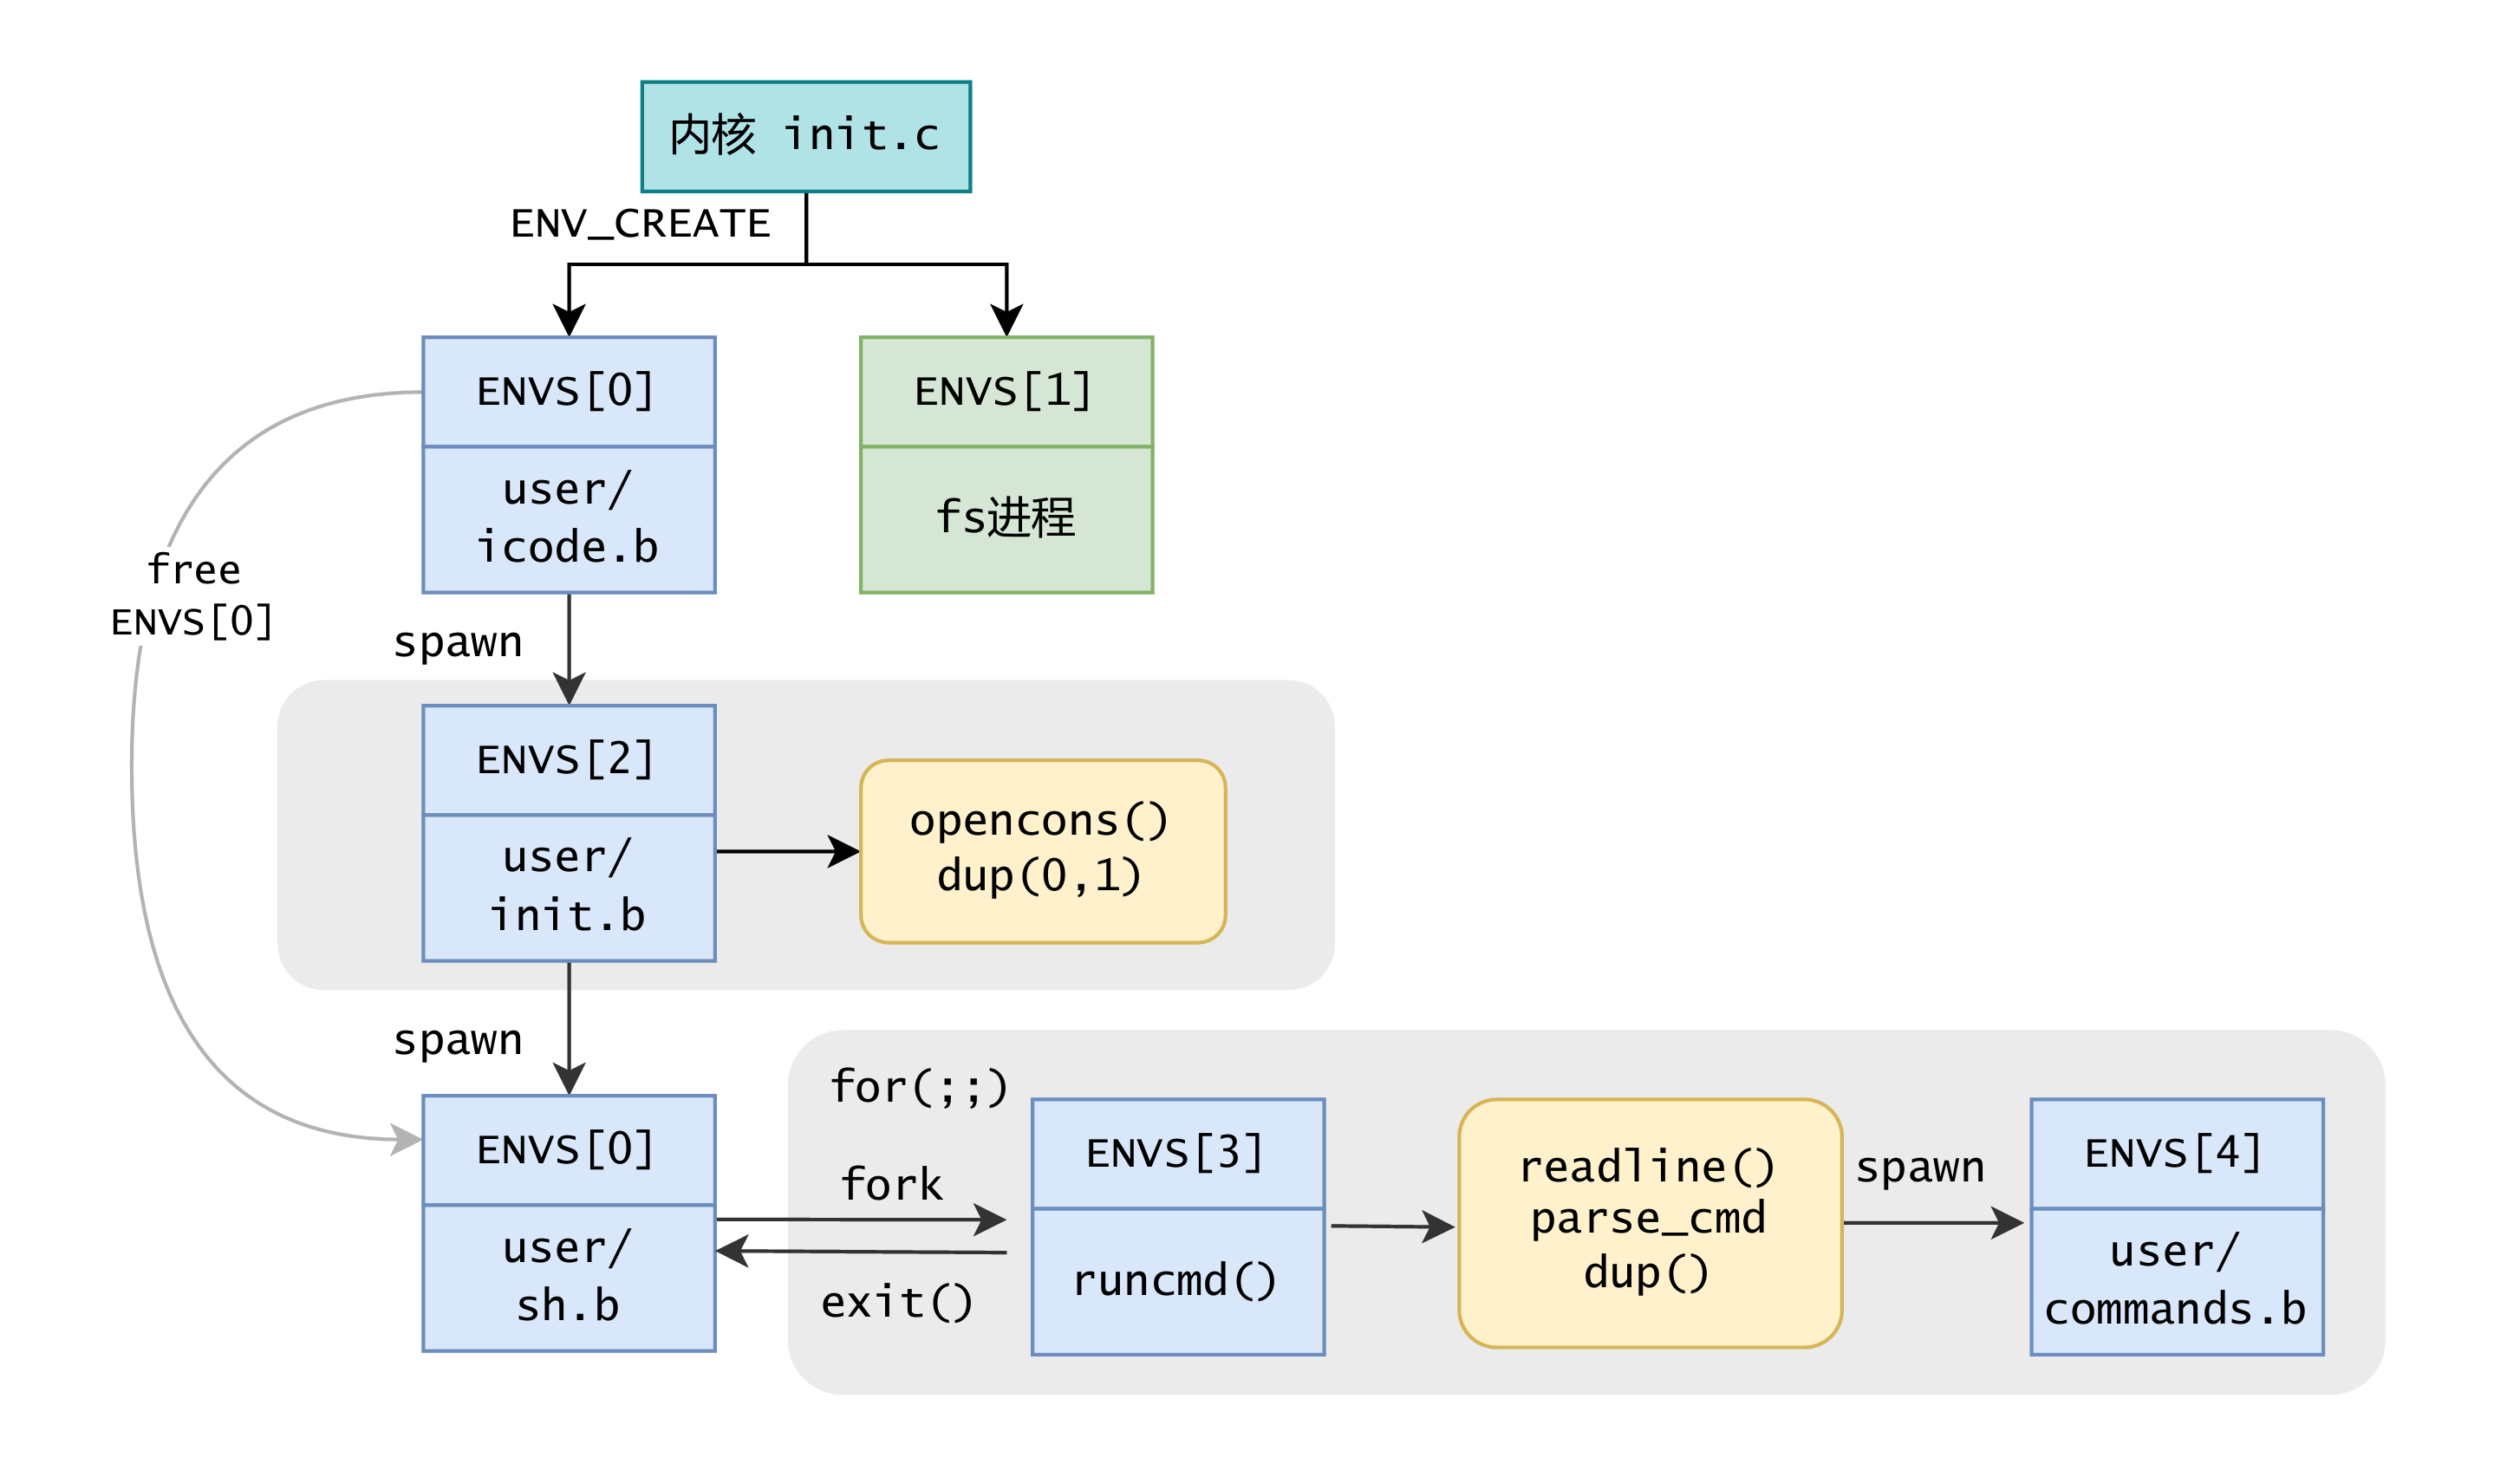 内核 init.c
ENV_CREATE
ENVS[0]
user/
icode.b
ENVS[1]
fs进程
free
ENVS[0]
spawn
ENVS[2]
user/
init.b
opencons()
dup(0,1)
spawn
ENVS[0]
user/
sh.b
for(;;)
fork
exit()
ENVS[3]
runcmd()
readline()
parse_cmd
dup()
spawn
ENVS[4]
user/
commands.b